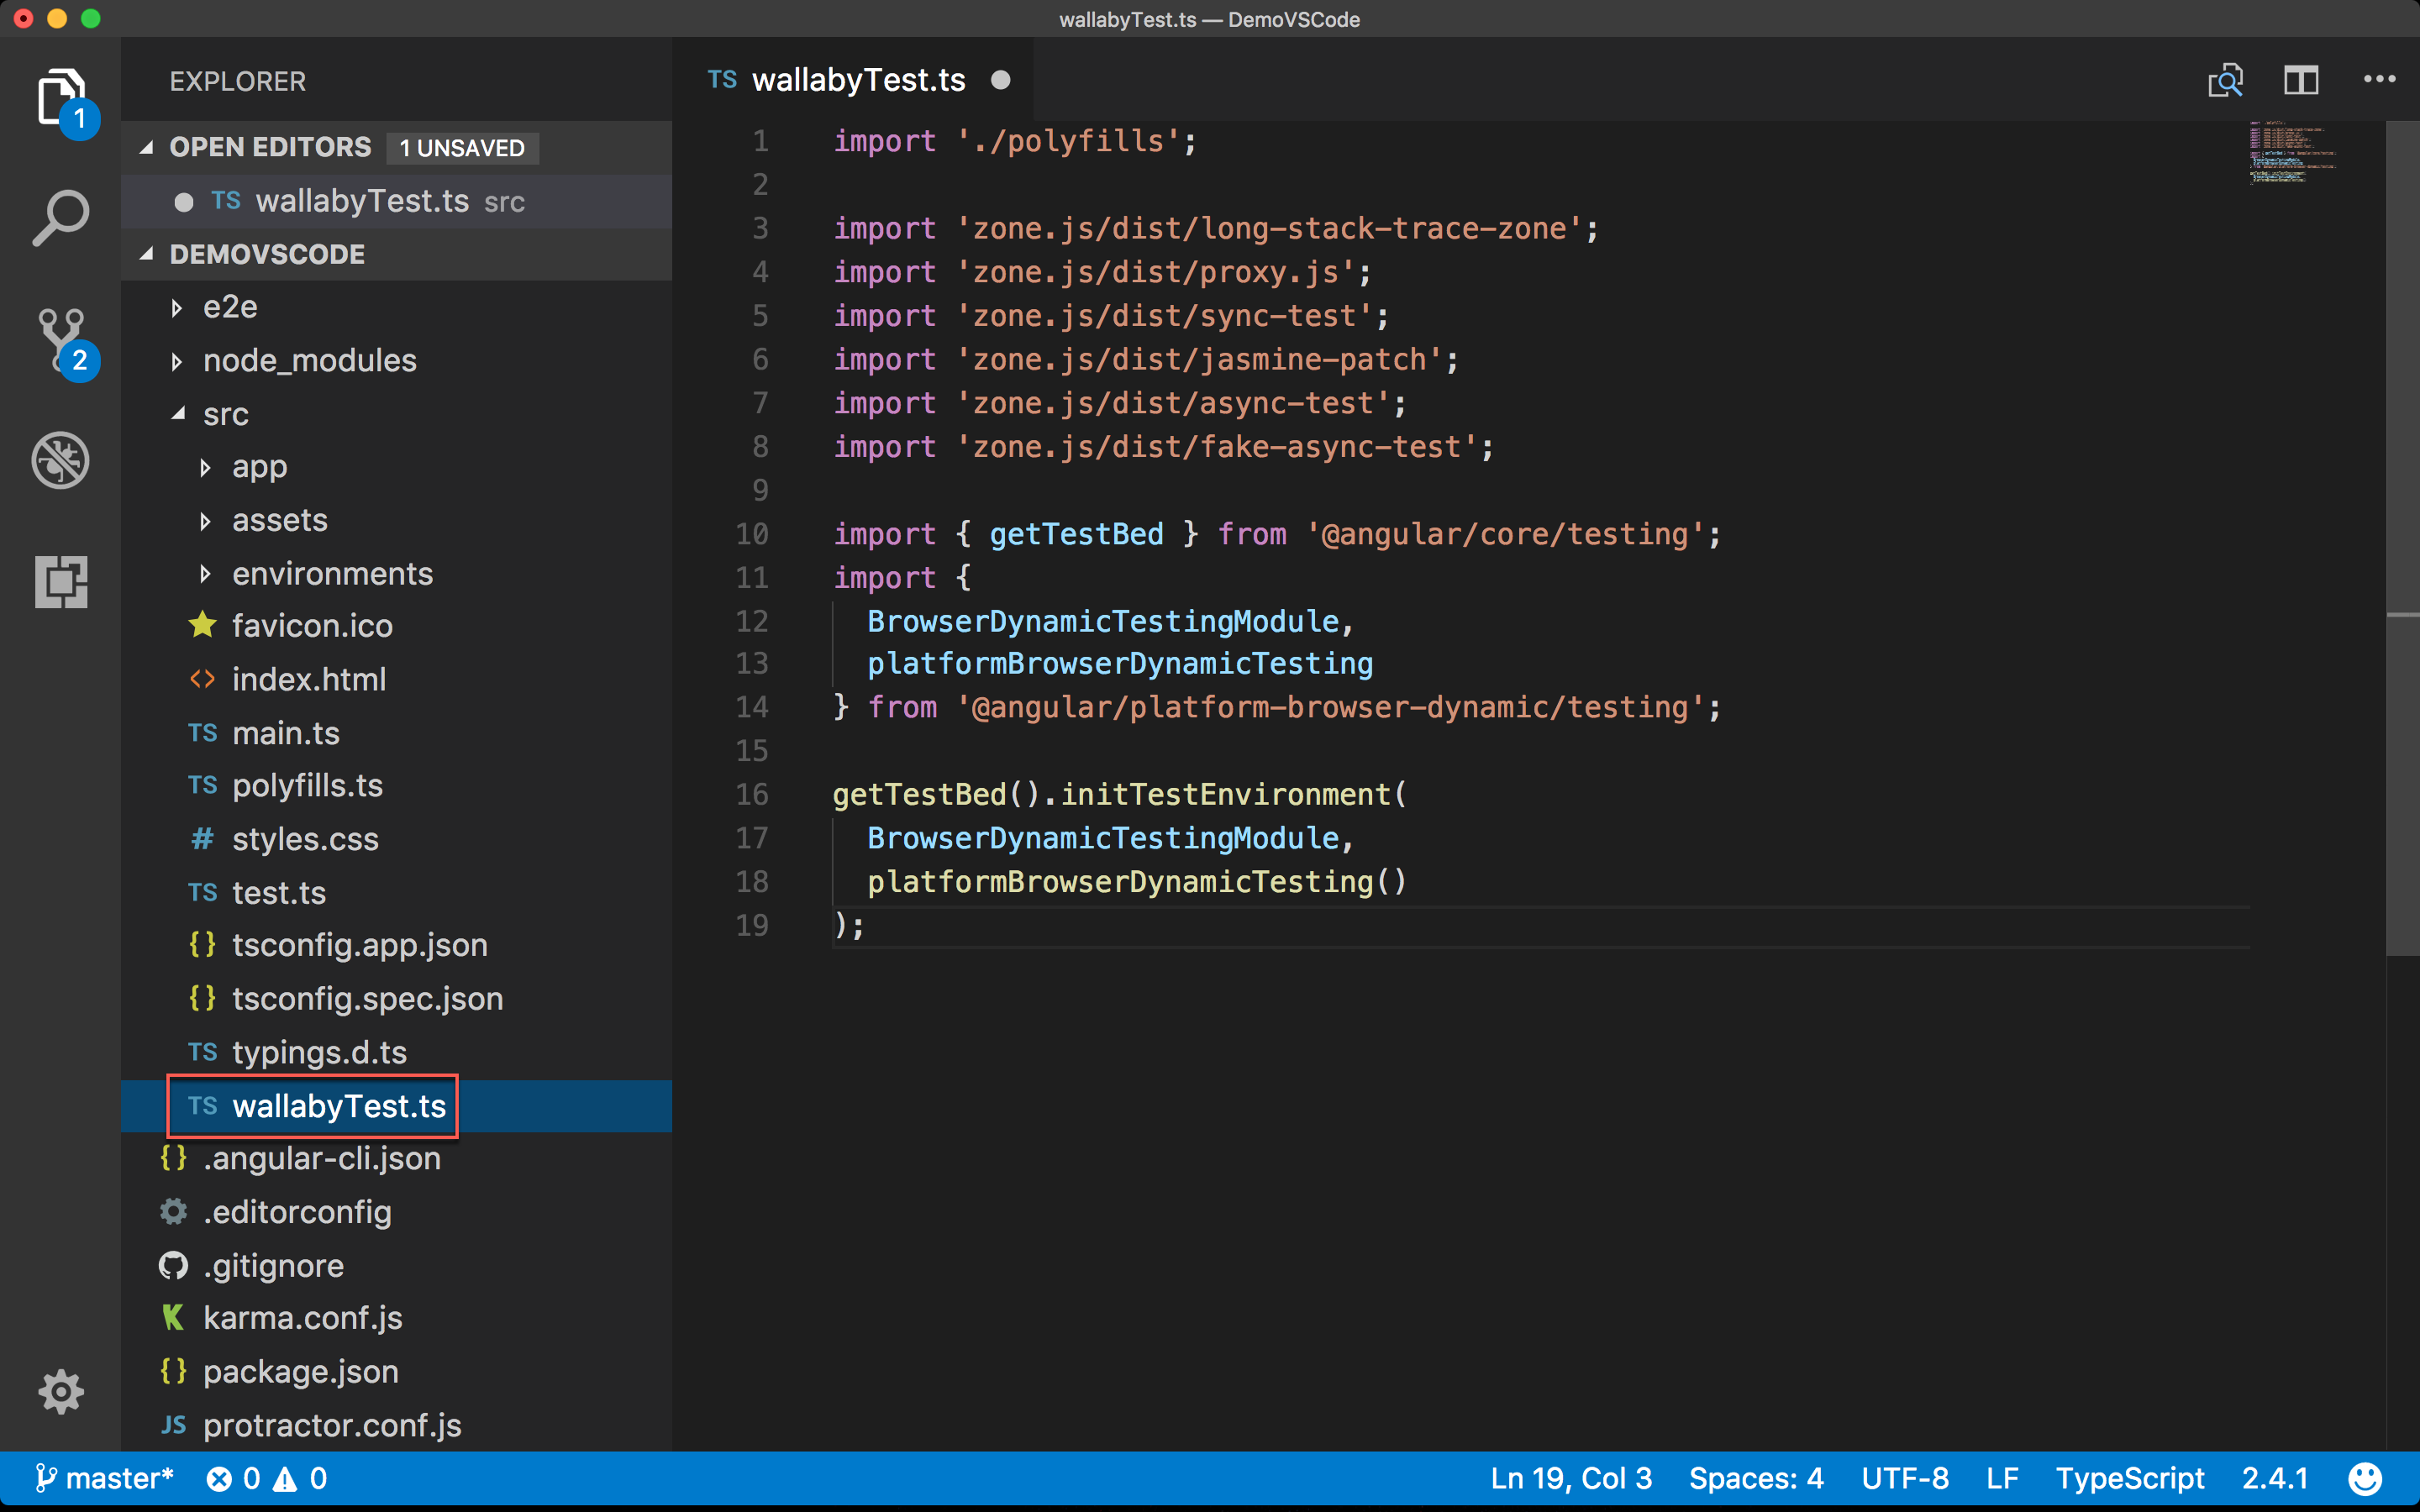 wallabyTest.ts — DemoVSCode
EXPLORER
OPEN EDITORS 1 UNSAVED
TS wallabyTest.ts src
DEMOVSCODE
e2e
node_modules
src
app
assets
environments
favicon.ico
<> index.html
TS main.ts
TS polyfills.ts
# styles.css
TS test.ts
{} tsconfig.app.json
{} tsconfig.spec.json
TS typings.d.ts
TS wallabyTest.ts
{} .angular-cli.json
.editorconfig
.gitignore
K karma.conf.js
{} package.json
JS protractor.conf.js
1
2
TS wallabyTest.ts
1 import './polyfills';
2
3 import 'zone.js/dist/long-stack-trace-zone';
4 import 'zone.js/dist/proxy.js';
5 import 'zone.js/dist/sync-test';
6 import 'zone.js/dist/jasmine-patch';
7 import 'zone.js/dist/async-test';
8 import 'zone.js/dist/fake-async-test';
9
10 import { getTestBed } from '@angular/core/testing';
11 import {
12 BrowserDynamicTestingModule,
13 platformBrowserDynamicTesting
14 } from '@angular/platform-browser-dynamic/testing';
15
16 getTestBed().initTestEnvironment(
17 BrowserDynamicTestingModule,
18 platformBrowserDynamicTesting()
19 );
master* 0 0 Ln 19, Col 3 Spaces: 4 UTF-8 LF TypeScript 2.4.1